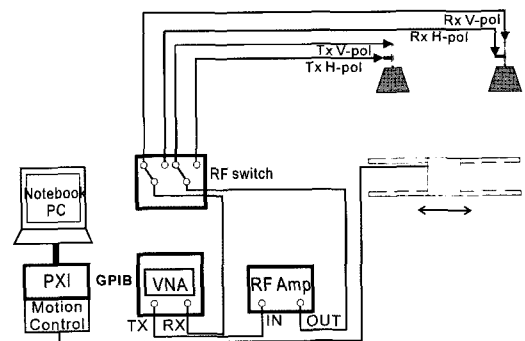 Rx V-pol
Rx H-pol
Tx V-pol
Tx H-pol
RF switch
Notebook
PC
PXI
GPIB
Motion
Control
VNA
TX
RX
RF Amp
IN
OUT